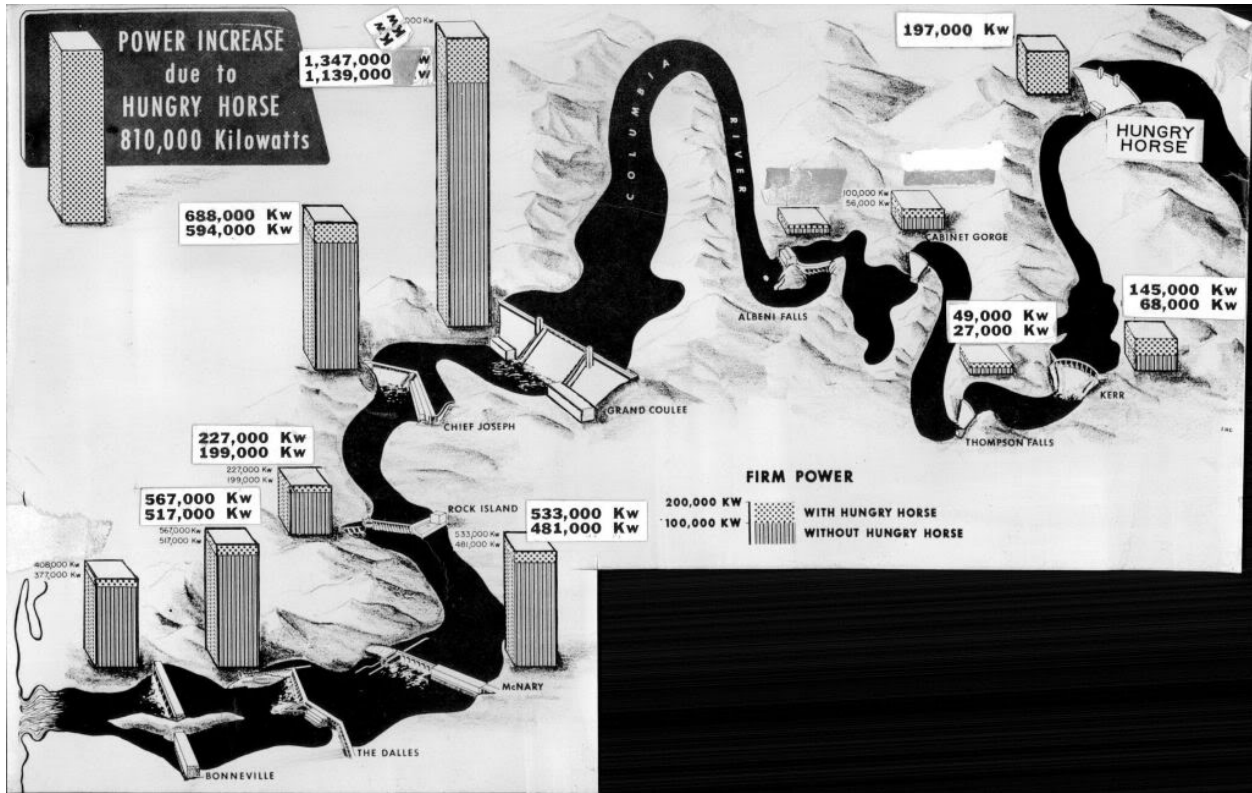 POWER INCREASE
due to
HUNGRY HORSE
810,000 Kilowatts
KW
KW
1,347,000
1,139,000
COLUMBIA RIVER
197,000 Kw
HUNGRY
HORSE
688,000 Kw
594,000 Kw
100,000 Kw
56,000 Kw
CABINET GORGE
ALBENI FALLS
145,000 Kw
68,000 Kw
49,000 Kw
27,000 Kw
KERR
THOMPSON FALLS
GRAND COULEE
CHIEF JOSEPH
227,000 Kw
199,000 Kw
227,000 Kw
199,000 Kw
567,000 Kw
517,000 Kw
567,000 Kw
517,000 Kw
ROCK ISLAND
533,000 Kw
481,000 Kw
533,000 Kw
481,000 Kw
FIRM POWER
200,000 KW
WITH HUNGRY HORSE
100,000 KW
WITHOUT HUNGRY HORSE
408,000 Kw
377,000 Kw
McNARY
THE DALLES
BONNEVILLE